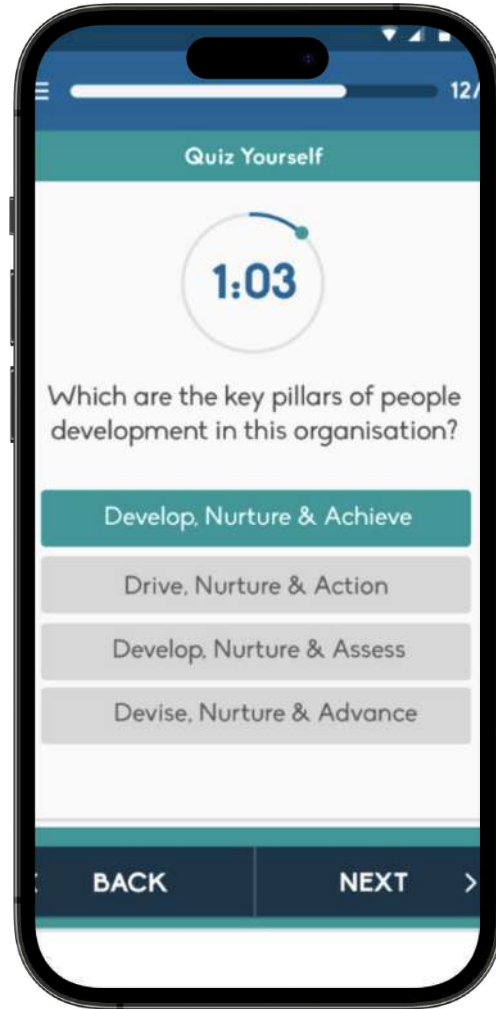 12/
Quiz Yourself
1:03
Which are the key pillars of people
development in this organisation?
Develop, Nurture & Achieve
Drive, Nurture & Action
Develop, Nurture & Assess
Devise, Nurture & Advance
BACK
NEXT